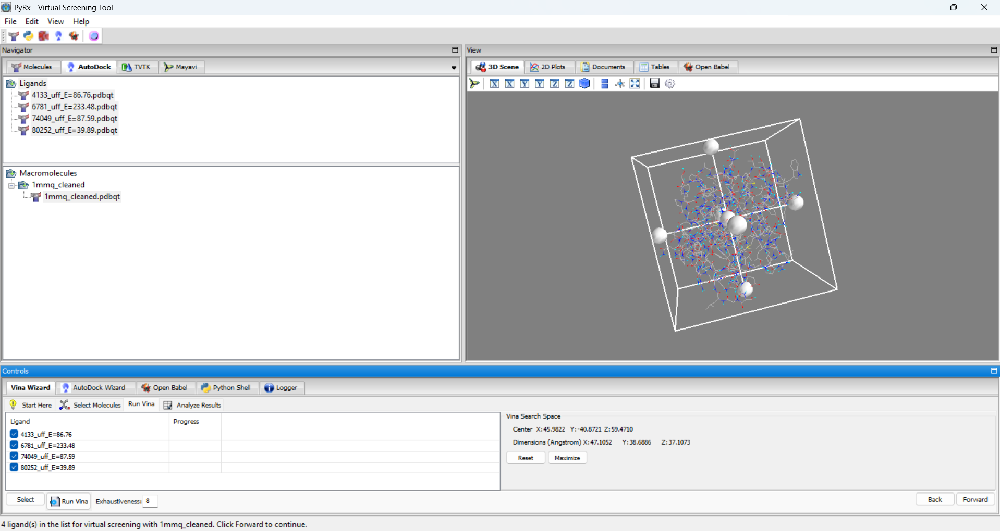 PyRx - Virtual Screening Tool
File Edit View Help
Navigator
Molecules AutoDock TVTK Mayavi
Ligands
4133_uff_E=86.76.pdbqt
6781_uff_E=233.48.pdbqt
74049_uff_E=87.59.pdbqt
80252_uff_E=39.89.pdbqt
Macromolecules
1mmq_cleaned
1mmq_cleaned.pdbqt
View
3D Scene 2D Plots Documents Tables Open Babel
X X Y Y Z Z
Controls
Vina Wizard AutoDock Wizard Open Babel Python Shell Logger
Start Here Select Molecules Run Vina Analyze Results
Ligand Progress
4133_uff_E=86.76
6781_uff_E=233.48
74049_uff_E=87.59
80252_uff_E=39.89
Vina Search Space
Center X:45.9822 Y:-40.8721 Z:59.4710
Dimensions (Angstrom) X:47.1052 Y:38.6886 Z:37.1073
Reset Maximize
Select Run Vina Exhaustiveness: 8 Back Forward
4 ligand(s) in the list for virtual screening with 1mmq_cleaned. Click Forward to continue.